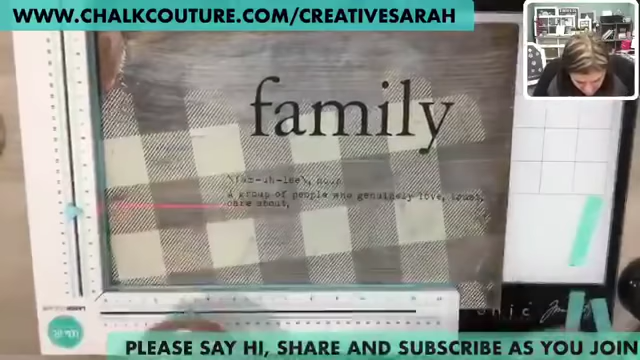 WWW.CHALKCOUTURE.COM/CREATIVESARAH
family
\'fam-uh-lee\, noun
a group of people who genuinely love, trust,
care about,
PLEASE SAY HI, SHARE AND SUBSCRIBE AS YOU JOIN